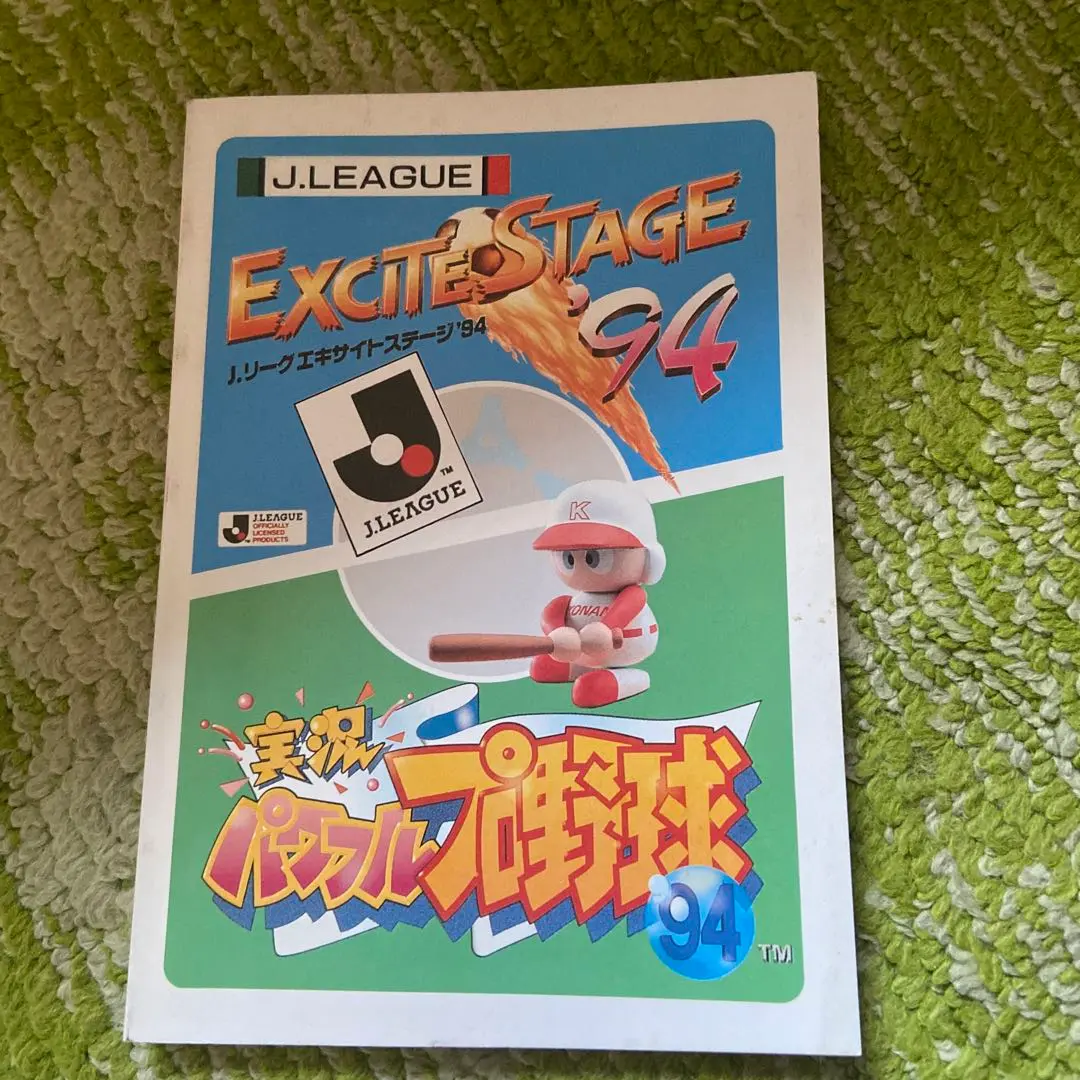 J.LEAGUE
EXCITE STAGE
'94
J.リーグエキサイトステージ'94
TM
J.LEAGUE
J.LEAGUE
OFFICIALLY
LICENSED
PRODUCTS
K
KONAMI
実況
パワフル
プロ野球
'94
TM